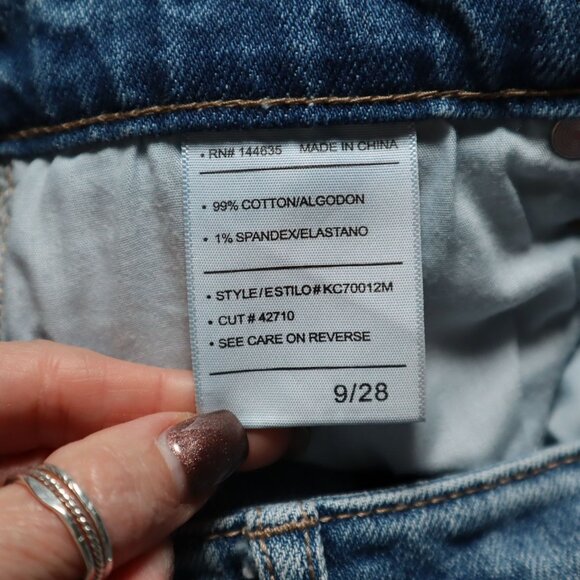 • RN# 144635 MADE IN CHINA
• 99% COTTON/ALGODON
• 1% SPANDEX/ELASTANO
• STYLE/ESTILO#KC70012M
• CUT # 42710
• SEE CARE ON REVERSE
9/28